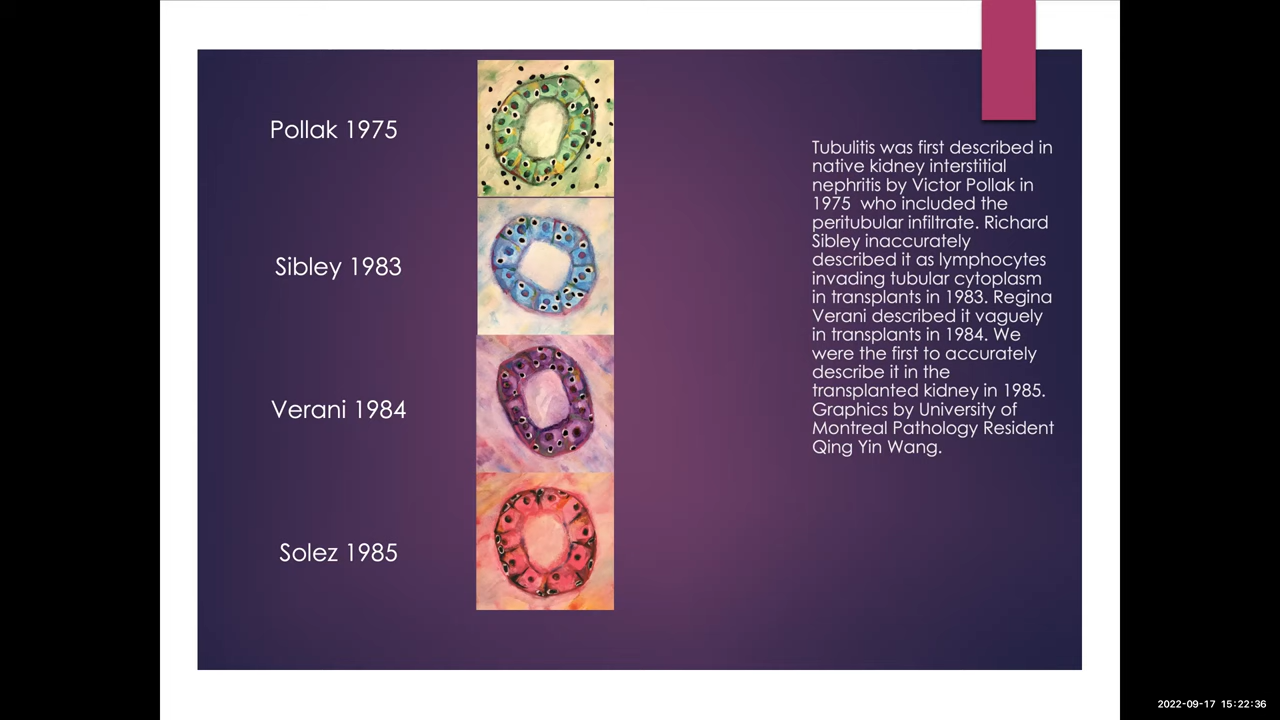 Pollak 1975
Sibley 1983
Verani 1984
Solez 1985
Tubulitis was first described in
native kidney interstitial
nephritis by Victor Pollak in
1975  who included the
peritubular infiltrate. Richard
Sibley inaccurately
described it as lymphocytes
invading tubular cytoplasm
in transplants in 1983. Regina
Verani described it vaguely
in transplants in 1984. We
were the first to accurately
describe it in the
transplanted kidney in 1985.
Graphics by University of
Montreal Pathology Resident
Qing Yin Wang.
2022-09-17 15:22:36